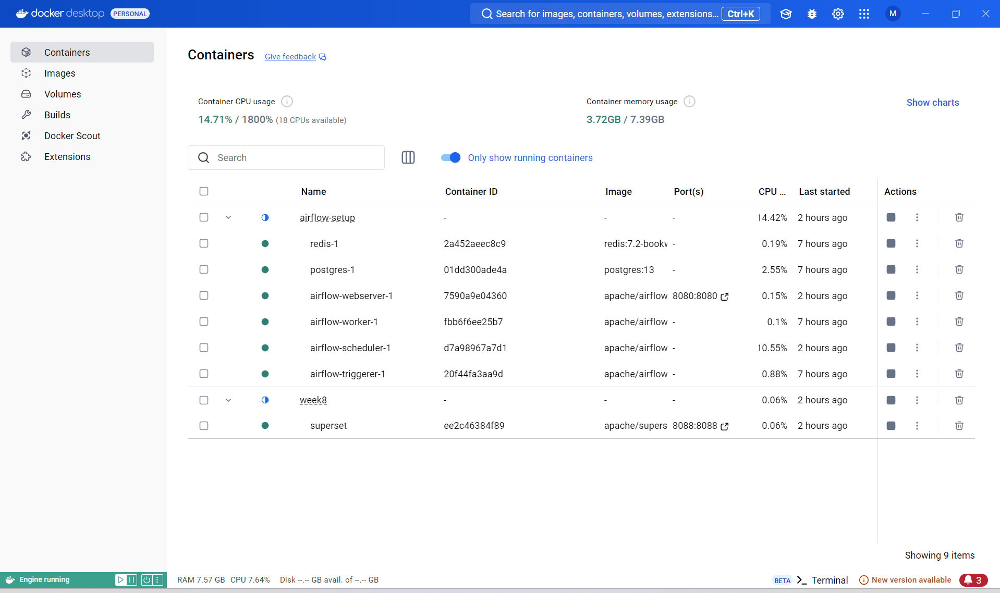 docker desktop PERSONAL
Search for images, containers, volumes, extensions... Ctrl+K
M
Containers
Images
Volumes
Builds
Docker Scout
Extensions
Containers Give feedback
Container CPU usage
14.71% / 1800% (18 CPUs available)
Container memory usage
3.72GB / 7.39GB
Show charts
Search
Only show running containers
Name Container ID Image Port(s) CPU ... Last started Actions
airflow-setup - - - 14.42% 2 hours ago
redis-1 2a452aeec8c9 redis:7.2-bookw - 0.19% 7 hours ago
postgres-1 01dd300ade4a postgres:13 - 2.55% 7 hours ago
airflow-webserver-1 7590a9e04360 apache/airflow 8080:8080 0.15% 2 hours ago
airflow-worker-1 fbb6f6ee25b7 apache/airflow - 0.1% 7 hours ago
airflow-scheduler-1 d7a98967a7d1 apache/airflow - 10.55% 2 hours ago
airflow-triggerer-1 20f44fa3aa9d apache/airflow - 0.88% 7 hours ago
week8 - - - 0.06% 2 hours ago
superset ee2c46384f89 apache/supers 8088:8088 0.06% 2 hours ago
Showing 9 items
Engine running
RAM 7.57 GB CPU 7.64% Disk --.-- GB avail. of --.-- GB
BETA >_ Terminal
New version available
3